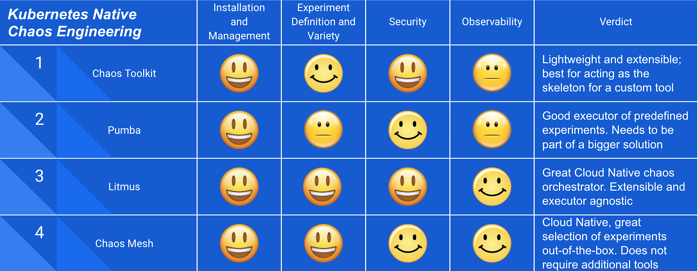 Kubernetes Native
Chaos Engineering
Installation
and
Management
Experiment
Definition and
Variety
Security
Observability
Verdict
1
Chaos Toolkit
Lightweight and extensible;
best for acting as the
skeleton for a custom tool
2
Pumba
Good executor of predefined
experiments. Needs to be
part of a bigger solution
3
Litmus
Great Cloud Native chaos
orchestrator. Extensible and
executor agnostic
4
Chaos Mesh
Cloud Native, great
selection of experiments
out-of-the-box. Does not
require additional tools